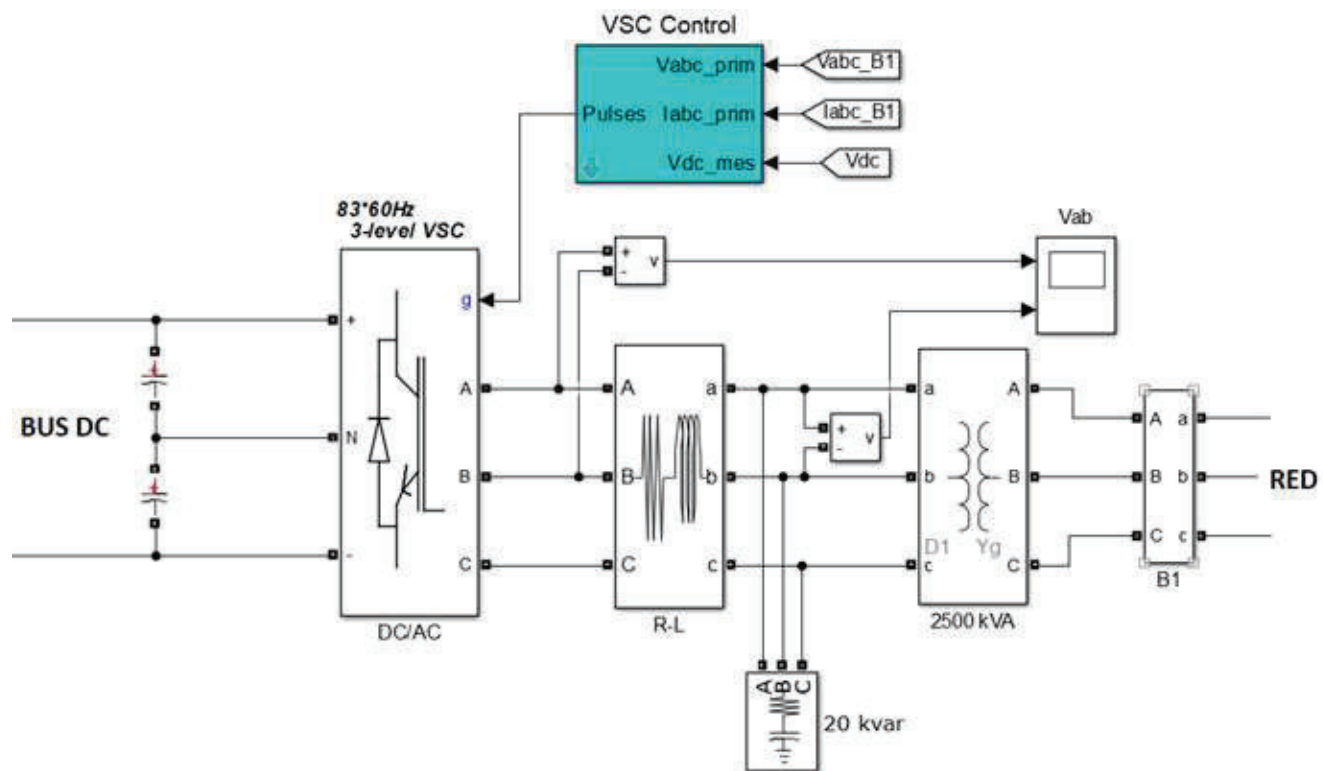 VSC Control
Vabc_prim
Vabc_B1
Pulses
Iabc_prim
Iabc_B1
Vdc_mes
Vdc
83*60Hz
3-level VSC
Vab
+
-
v
g
+
A
A
a
a
A
BUS DC
N
+
-
v
A
a
B
B
b
b
B
B
b
RED
-
C
C
c
D1
Yg
c
C
C
c
B1
DC/AC
R-L
2500 kVA
A
B
C
20 kvar